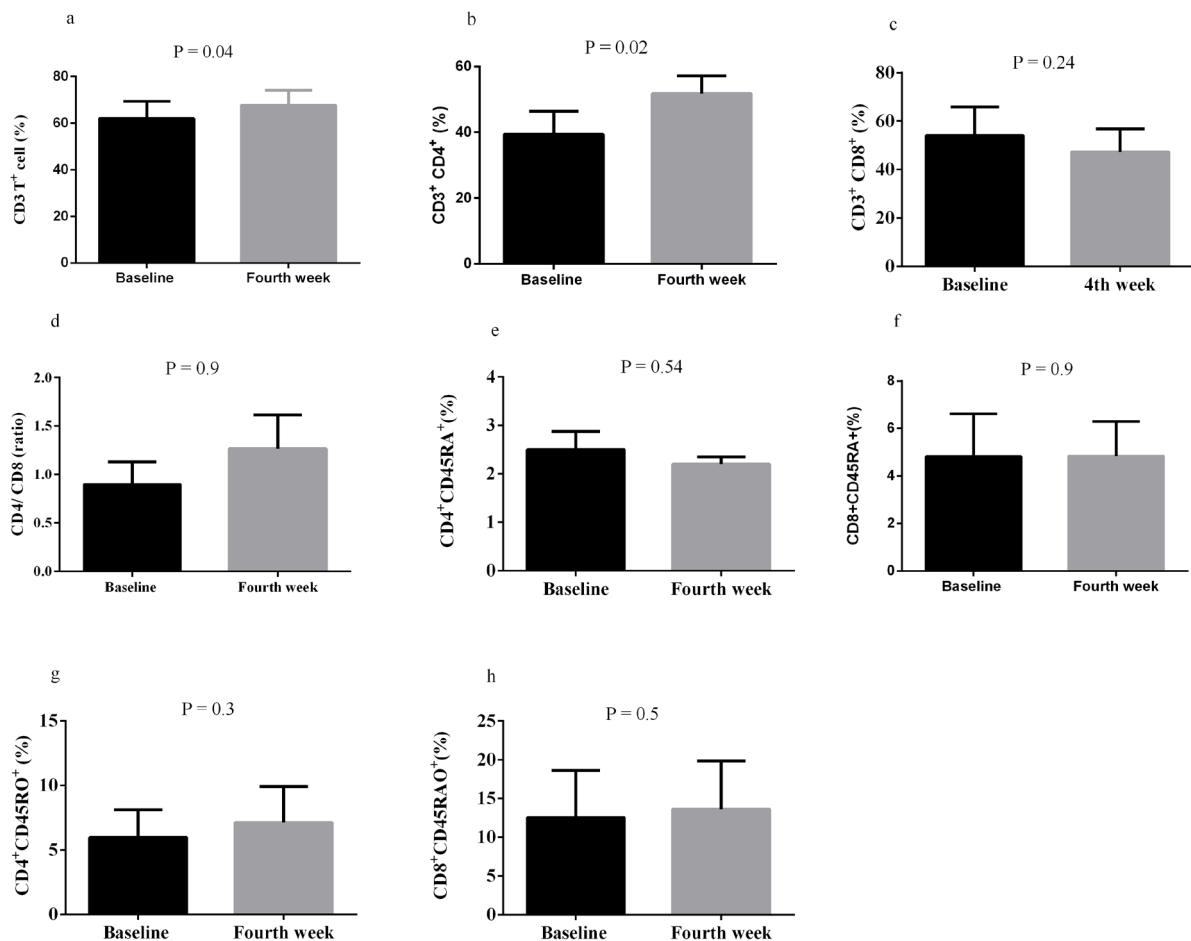 a
P = 0.04
CD3 T⁺ cell (%)
80
60
40
20
0
Baseline
Fourth week
b
P = 0.02
CD3⁺ CD4⁺ (%)
60
40
20
0
Baseline
Fourth week
c
P = 0.24
CD3⁺ CD8⁺ (%)
80
60
40
20
0
Baseline
4th week
d
P = 0.9
CD4/ CD8 (ratio)
2.0
1.5
1.0
0.5
0.0
Baseline
Fourth week
e
P = 0.54
CD4⁺CD45RA⁺(%)
4
3
2
1
0
Baseline
Fourth week
f
P = 0.9
CD8+CD45RA+(%)
8
6
4
2
0
Baseline
Fourth week
g
P = 0.3
CD4⁺CD45RO⁺ (%)
15
10
5
0
Baseline
Fourth week
h
P = 0.5
CD8⁺CD45RAO⁺(%)
25
20
15
10
5
0
Baseline
Fourth week